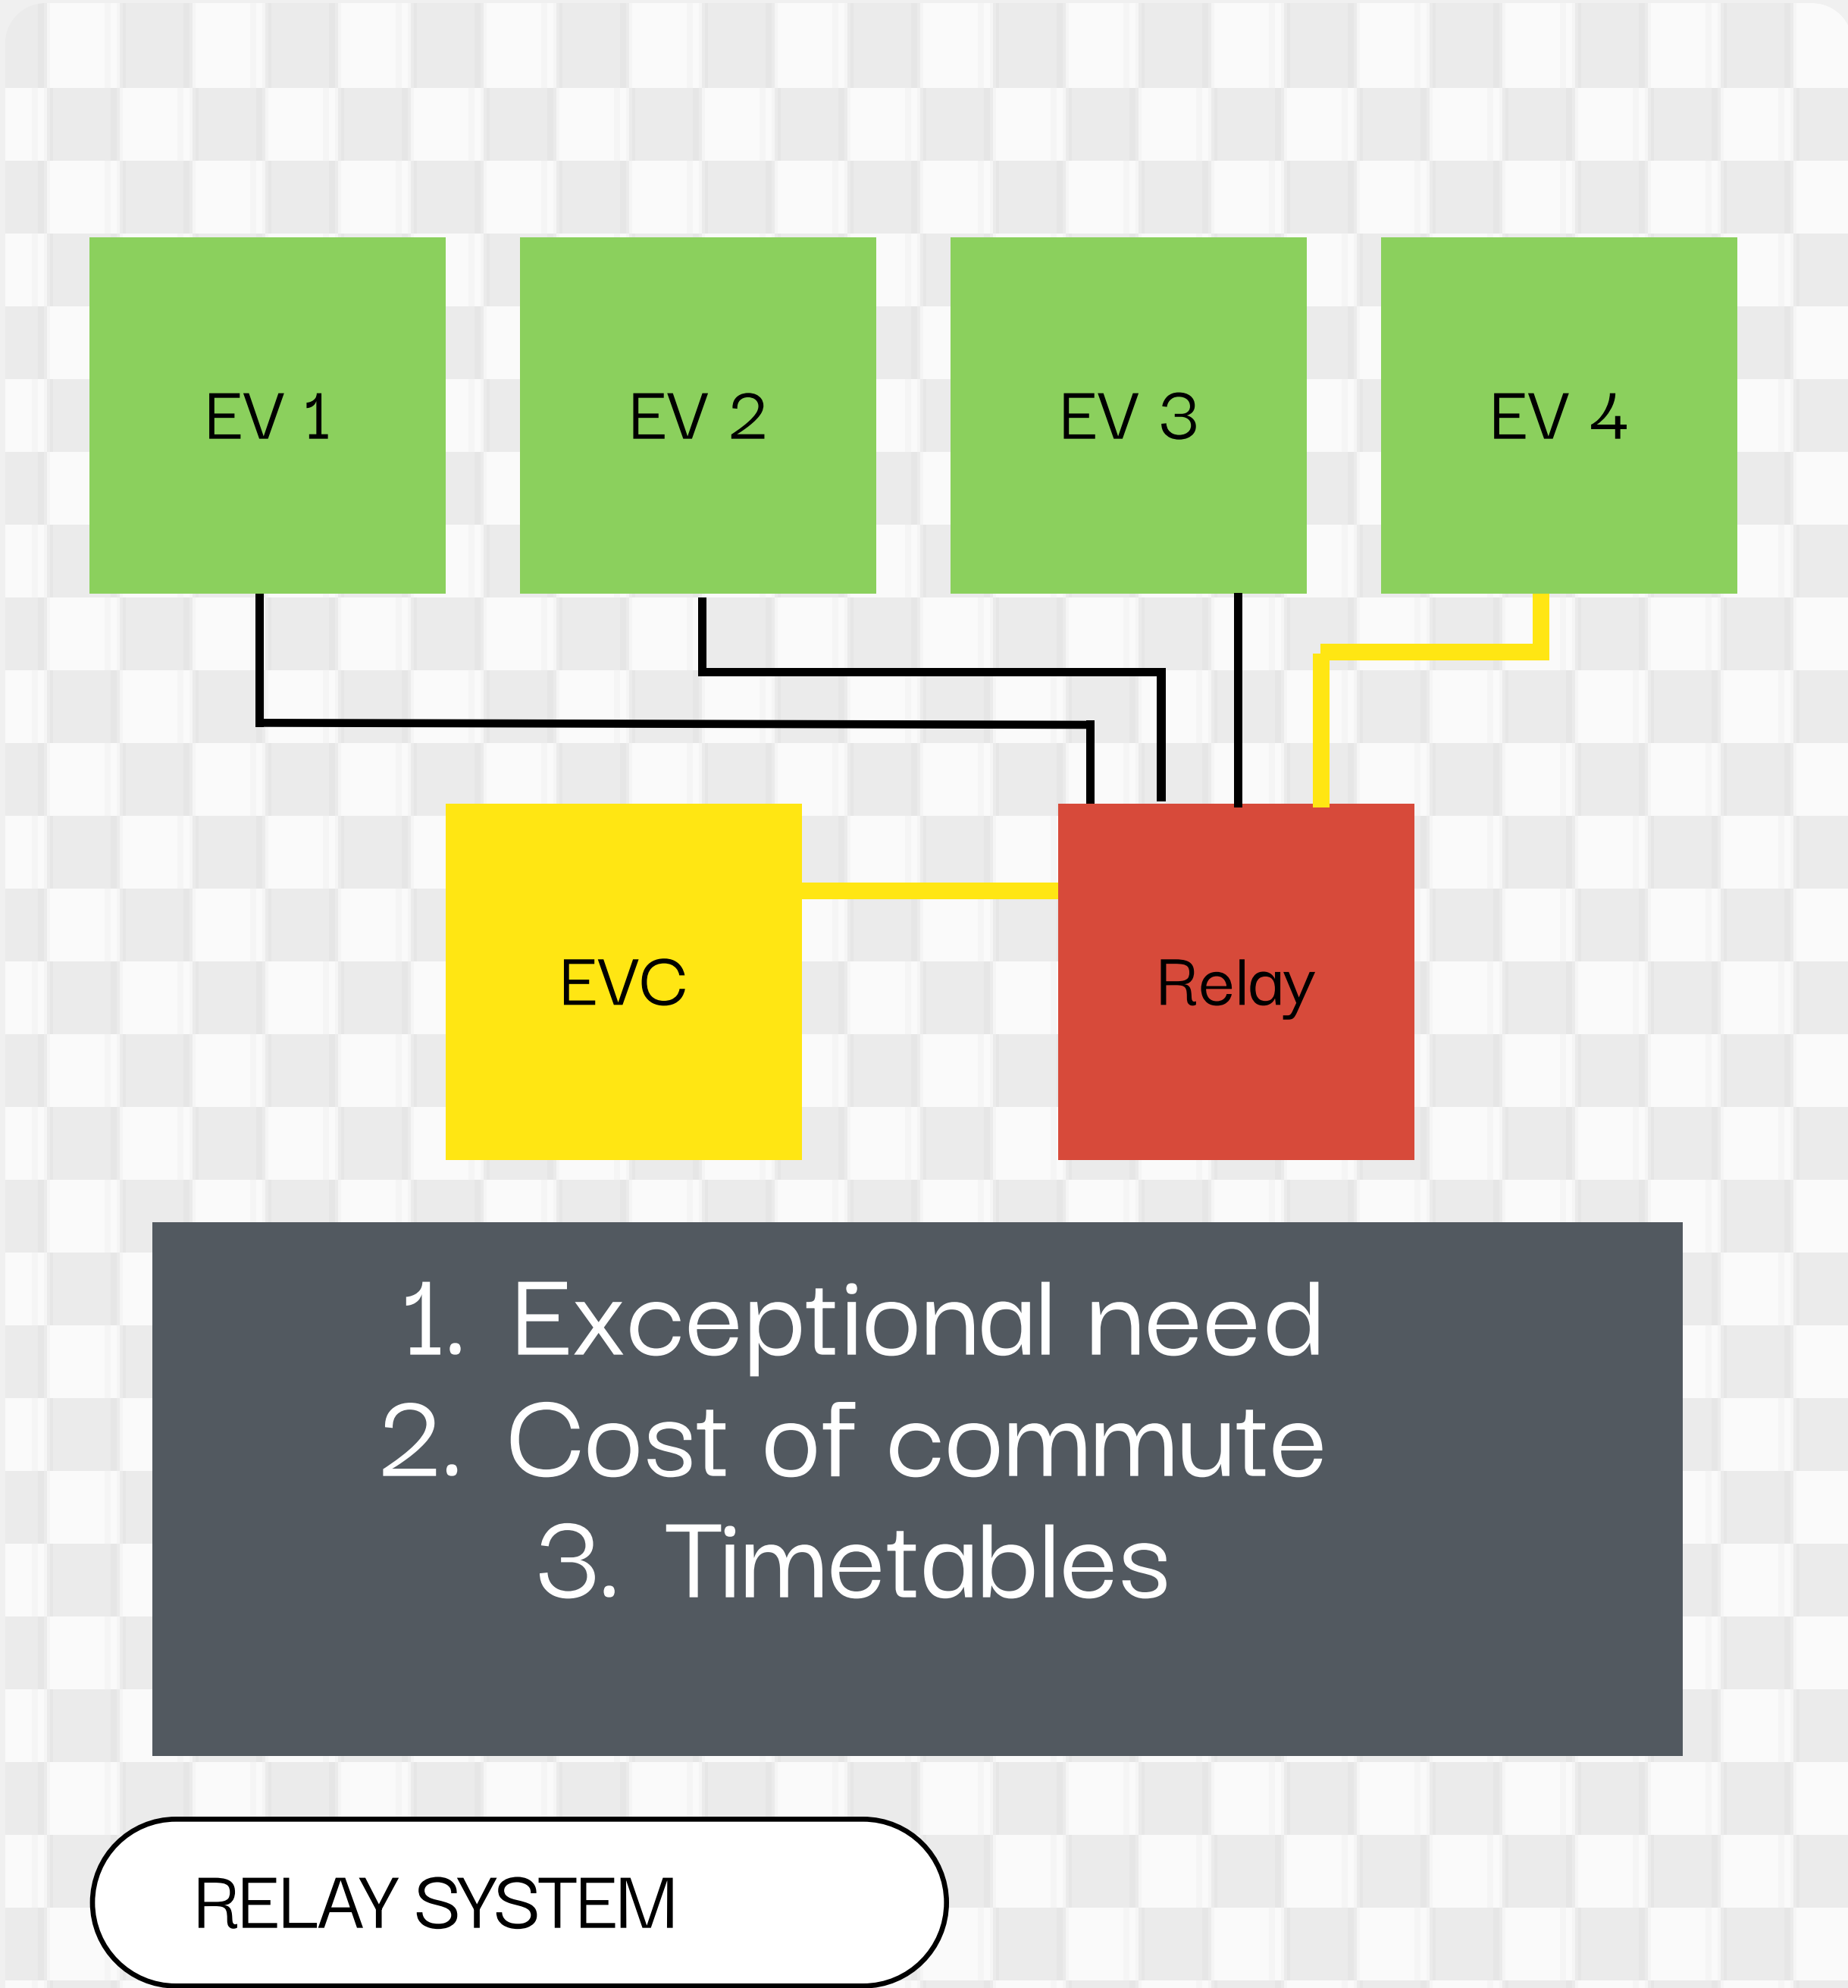 EV 1
EV 2
EV 3
EV 4
EVC
Relay
1. Exceptional need
2. Cost of commute
3. Timetables
RELAY SYSTEM